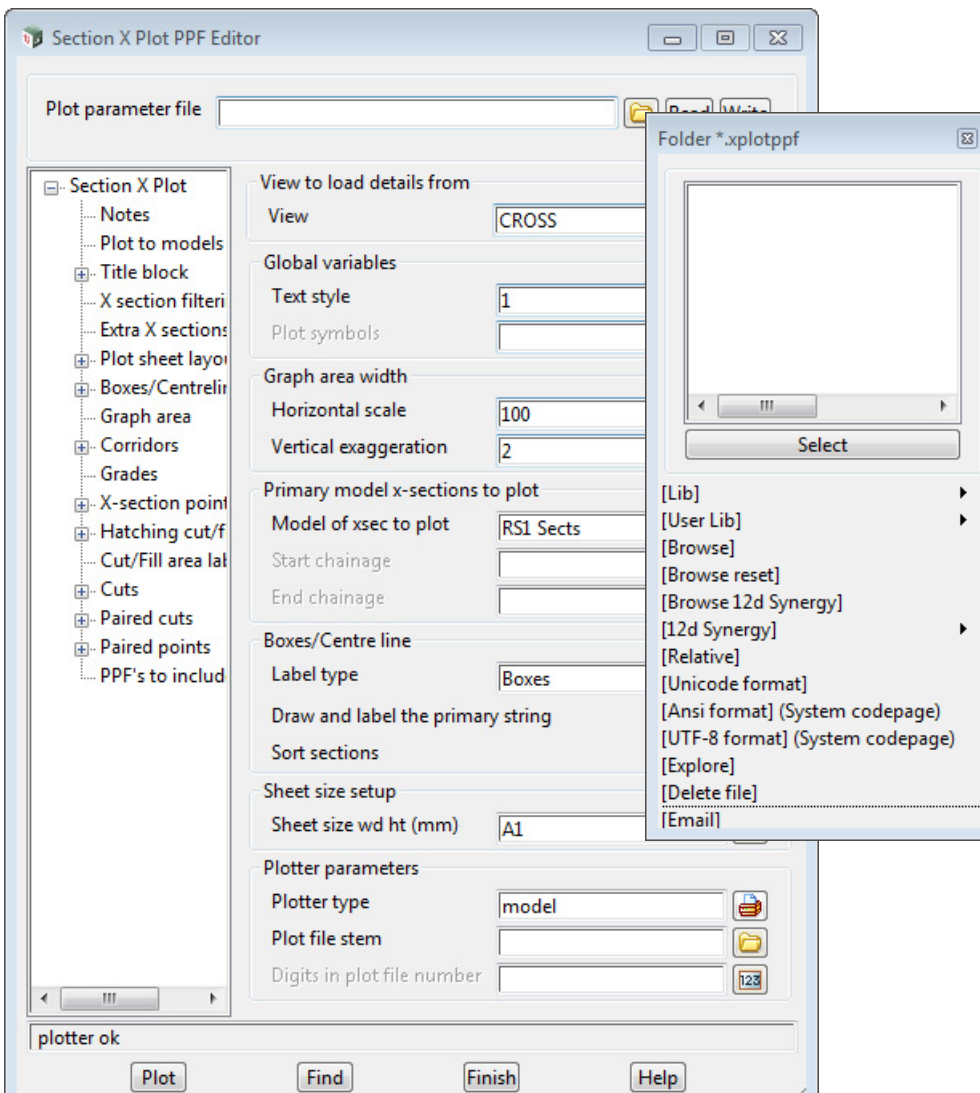 Section X Plot PPF Editor
Plot parameter file
Read Write
Section X Plot
Notes
Plot to models
Title block
X section filteri
Extra X sections
Plot sheet layou
Boxes/Centrelin
Graph area
Corridors
Grades
X-section point
Hatching cut/f
Cut/Fill area lab
Cuts
Paired cuts
Paired points
PPF's to includ
View to load details from
View CROSS
Global variables
Text style 1
Plot symbols
Graph area width
Horizontal scale 100
Vertical exaggeration 2
Primary model x-sections to plot
Model of xsec to plot RS1 Sects
Start chainage
End chainage
Boxes/Centre line
Label type Boxes
Draw and label the primary string
Sort sections
Sheet size setup
Sheet size wd ht (mm) A1
Plotter parameters
Plotter type model
Plot file stem
Digits in plot file number 123
plotter ok
Plot Find Finish Help
Folder *.xplotppf
Select
[Lib]
[User Lib]
[Browse]
[Browse reset]
[Browse 12d Synergy]
[12d Synergy]
[Relative]
[Unicode format]
[Ansi format] (System codepage)
[UTF-8 format] (System codepage)
[Explore]
[Delete file]
[Email]